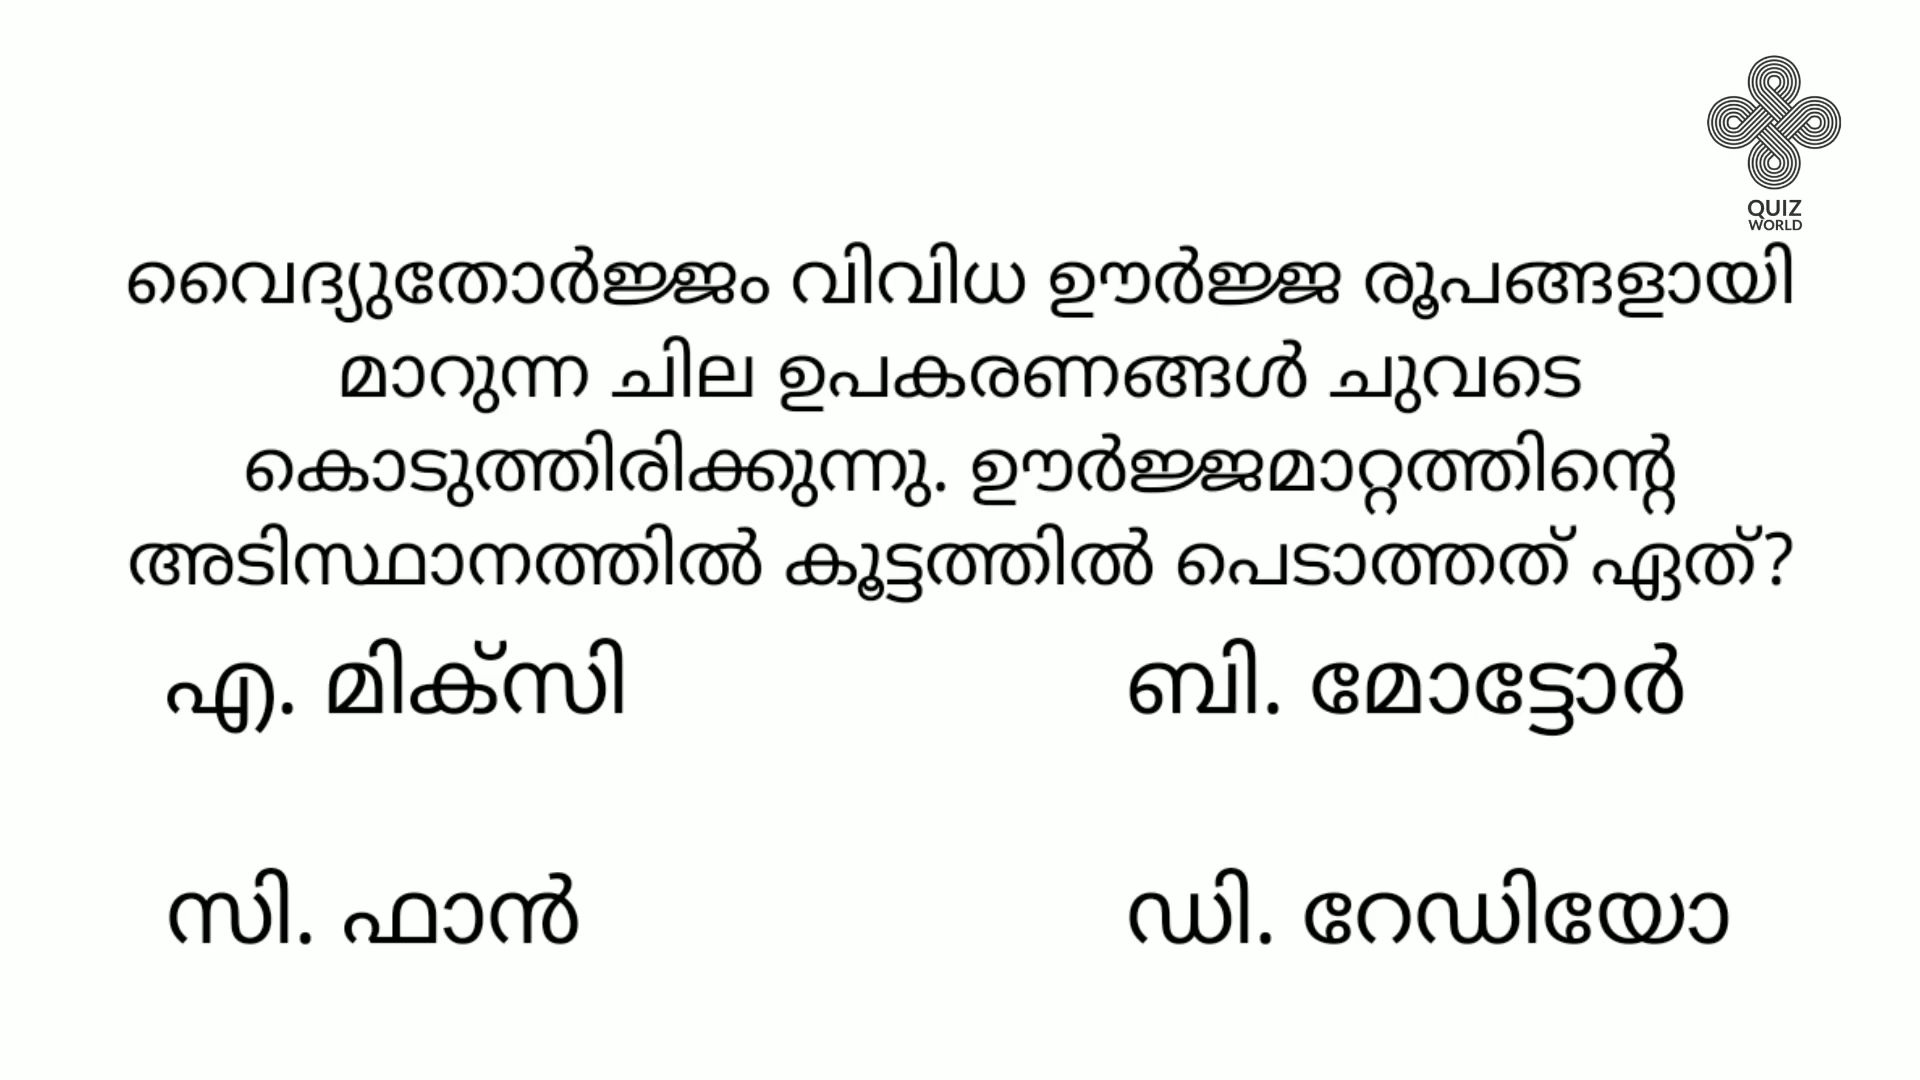 QUIZ
WORLD
വൈദ്യുതോർജ്ജം വിവിധ ഊർജ്ജ രൂപങ്ങളായി
മാറുന്ന ചില ഉപകരണങ്ങൾ ചുവടെ
കൊടുത്തിരിക്കുന്നു. ഊർജ്ജമാറ്റത്തിന്റെ
അടിസ്ഥാനത്തിൽ കൂട്ടത്തിൽ പെടാത്തത് ഏത്?
എ. മിക്സി
ബി. മോട്ടോർ
സി. ഫാൻ
ഡി. റേഡിയോ